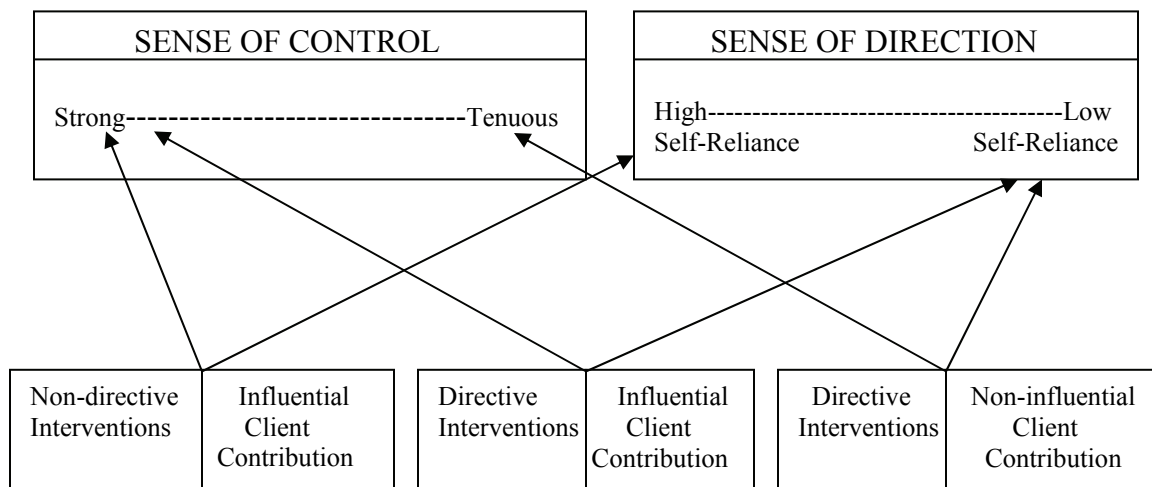 SENSE OF CONTROL
Strong--------------------------------Tenuous
SENSE OF DIRECTION
High---------------------------------------Low
Self-Reliance Self-Reliance
Non-directive
Interventions
Influential
Client
Contribution
Directive
Interventions
Influential
Client
Contribution
Directive
Interventions
Non-influential
Client
Contribution